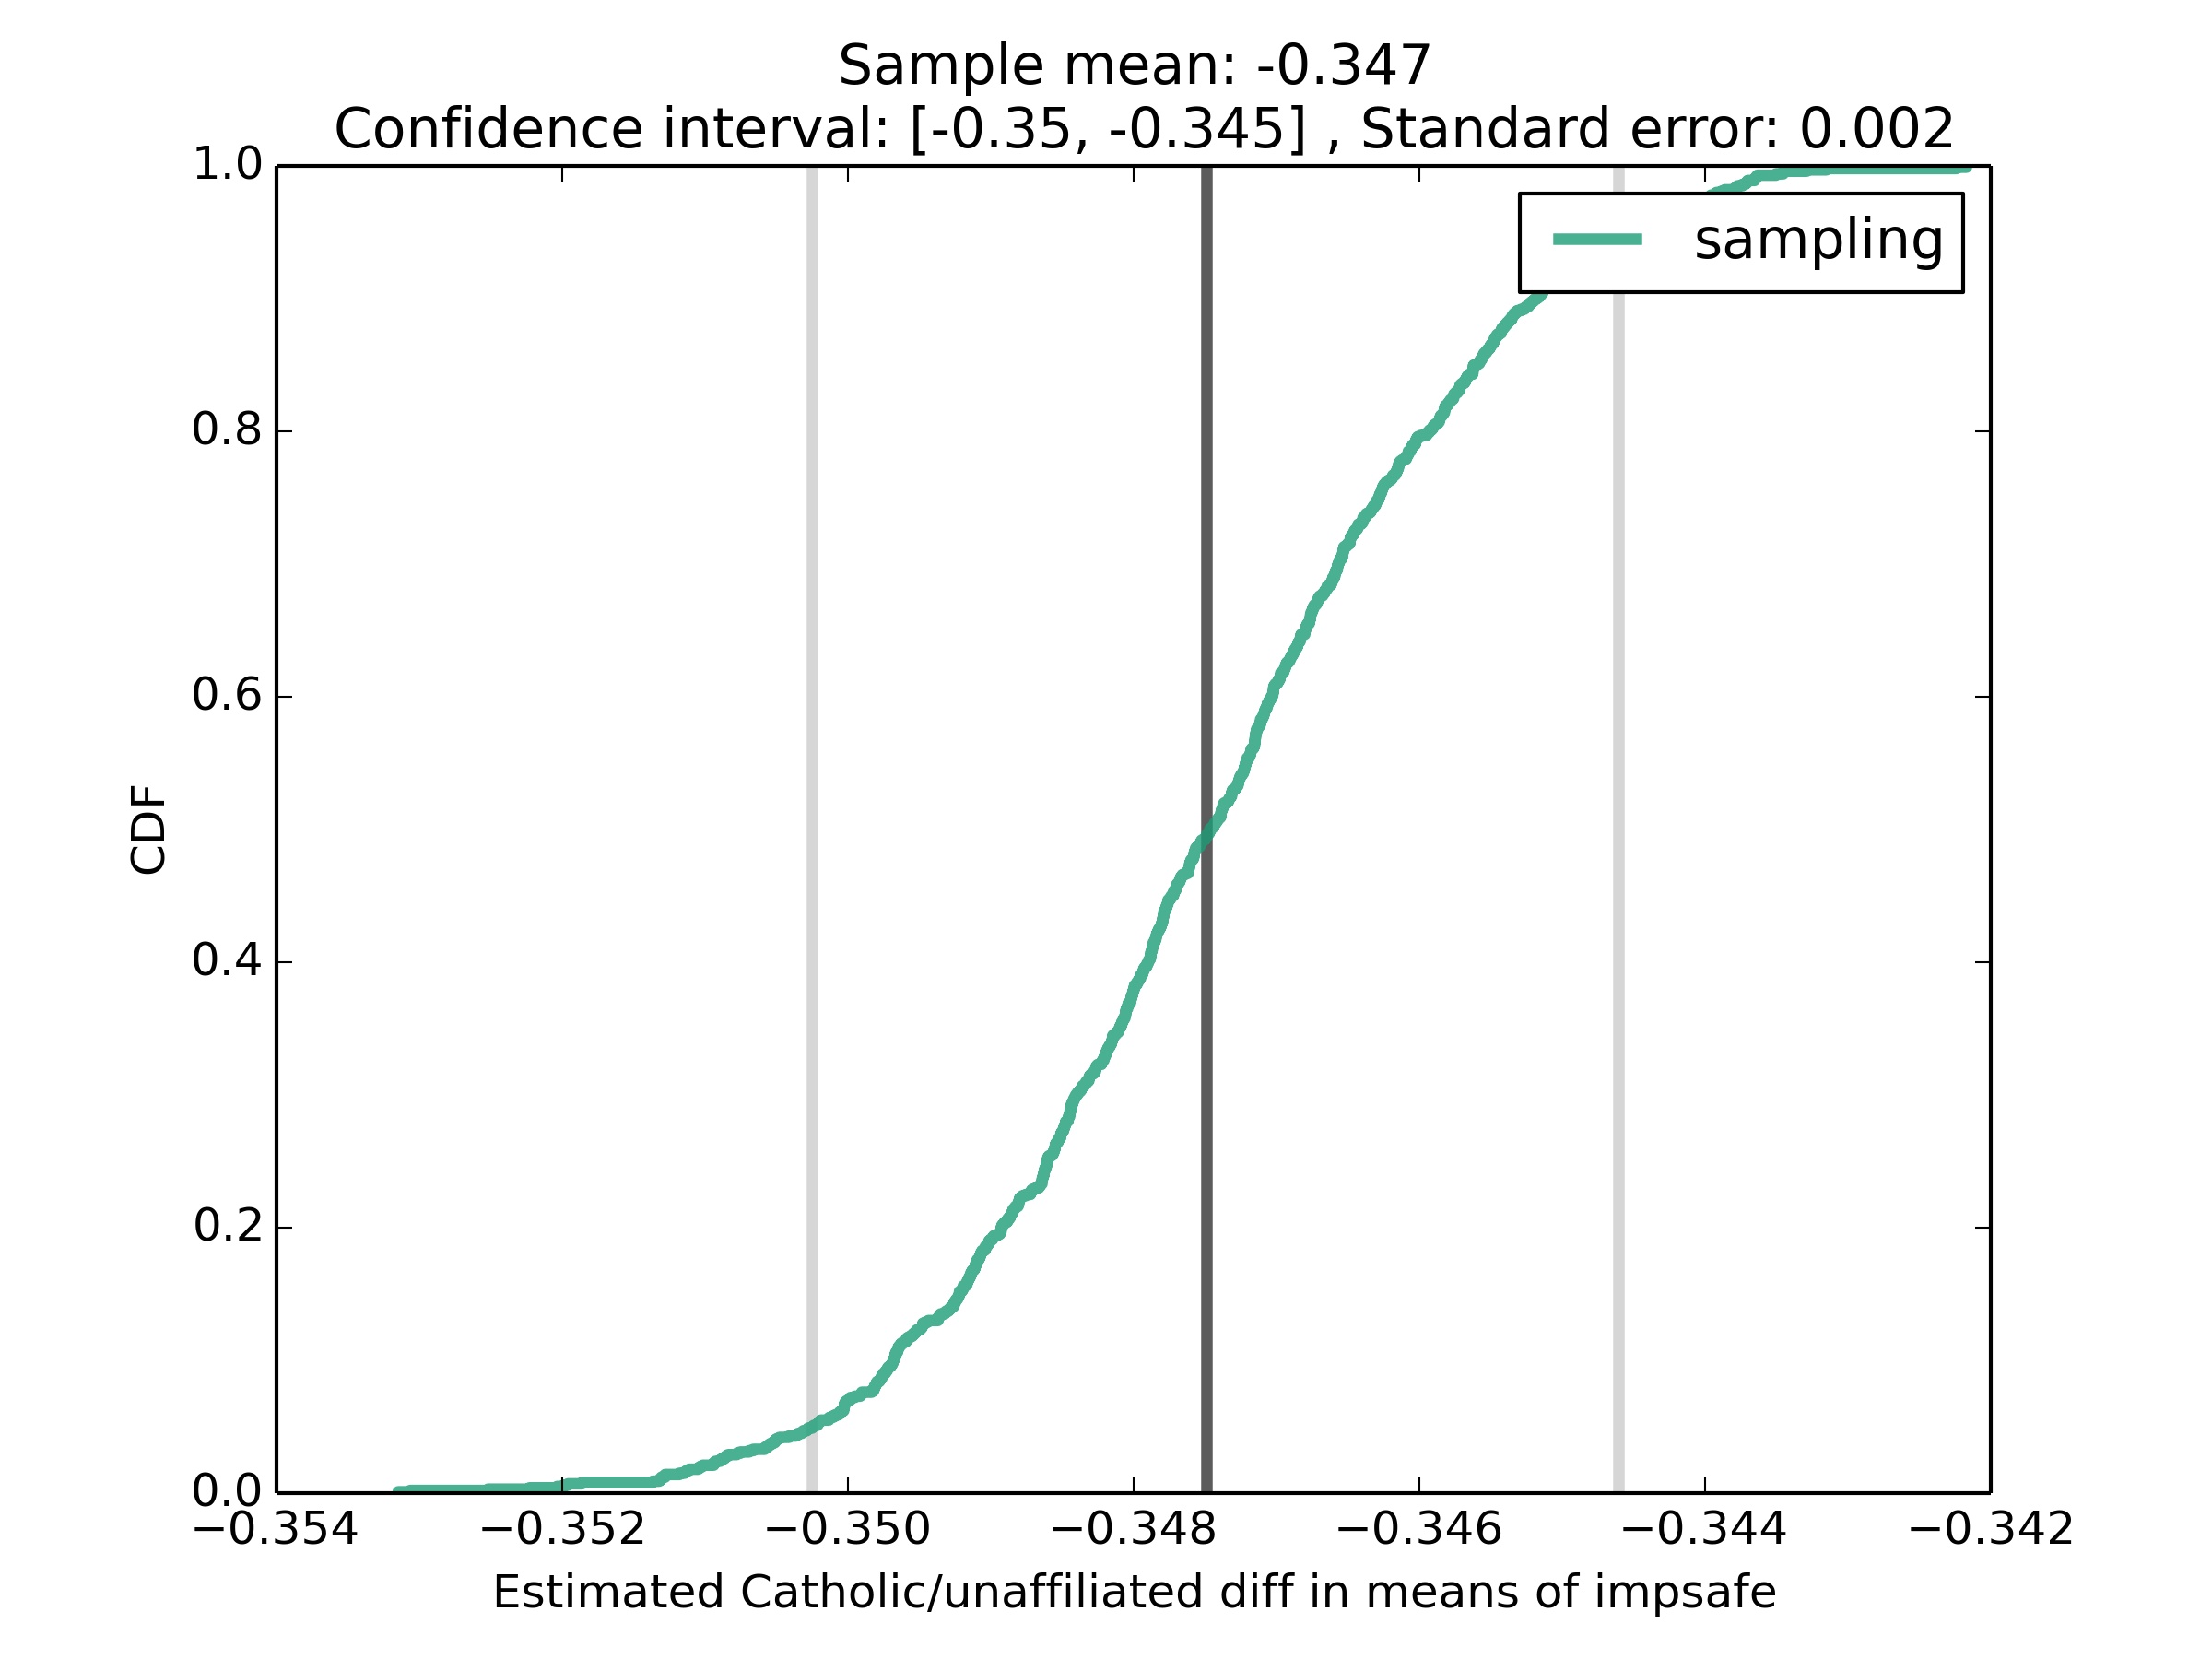 Sample mean: -0.347
Confidence interval: [-0.35, -0.345] , Standard error: 0.002
sampling
1.0
0.8
0.6
0.4
0.2
0.0
CDF
−0.354 −0.352 −0.350 −0.348 −0.346 −0.344 −0.342
Estimated Catholic/unaffiliated diff in means of impsafe